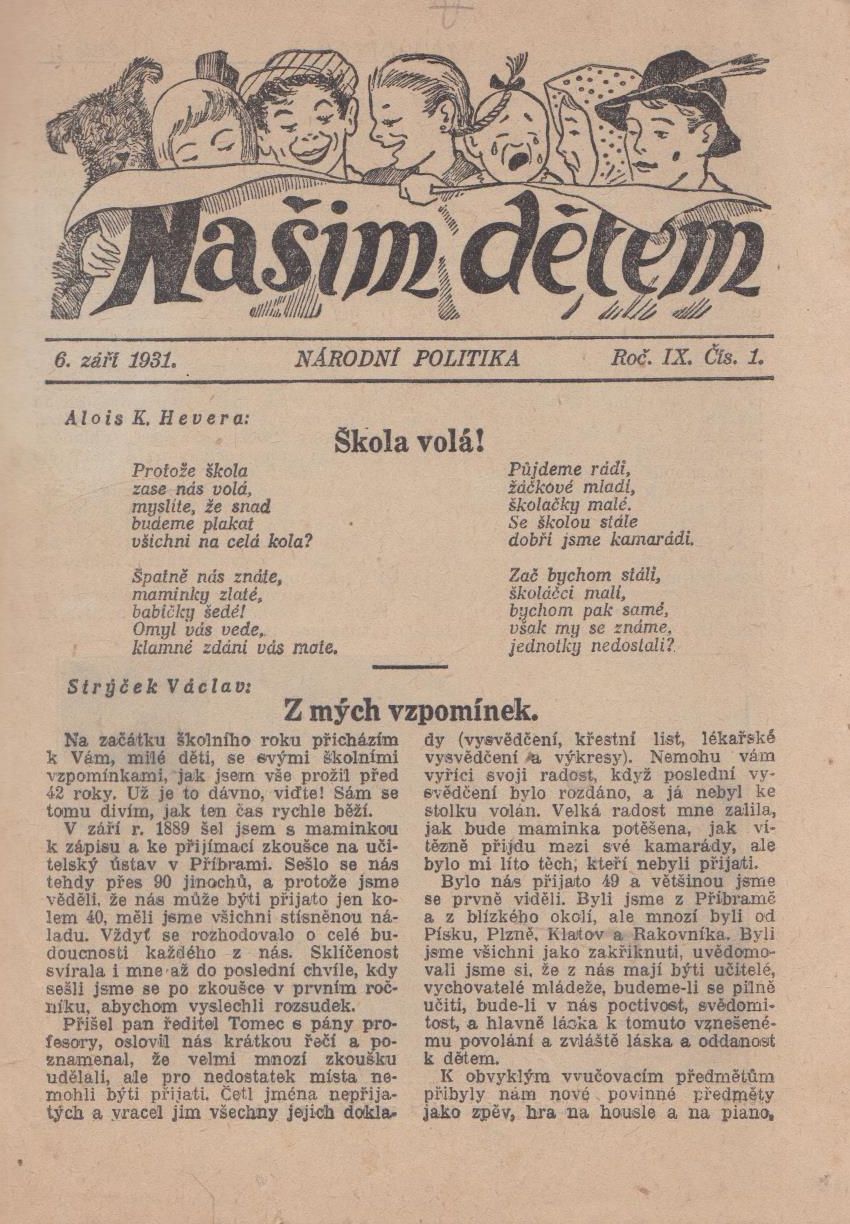 Našim dětem
6. září 1931.
NÁRODNÍ POLITIKA
Roč. IX. Čís. 1.
Alois K. Hevera:
Škola volá!
Protože škola
zase nás volá,
myslíte, že snad
budeme plakat
všichni na celá kola?
Špatně nás znáte,
maminky zlaté,
babičky šedé!
Omyl vás vede,
klamné zdání vás mate.
Půjdeme rádi,
žáčkové mladí,
školačky malé.
Se školou stále
dobří jsme kamarádi.
Zač bychom stáli,
školáčci malí,
bychom pak samé,
však my se známe,
jednotky nedostali?
Strýček Václav:
Z mých vzpomínek.
Na začátku školního roku přicházím
k Vám, milé děti, se svými školními
vzpomínkami, jak jsem vše prožil před
42 roky. Už je to dávno, viďte! Sám se
tomu divím, jak ten čas rychle běží.
V září r. 1889 šel jsem s maminkou
k zápisu a ke přijímací zkoušce na uči-
telský ústav v Příbrami. Sešlo se nás
tehdy přes 90 jinochů, a protože jsme
věděli, že nás může býti přijato jen ko-
lem 40, měli jsme všichni stísněnou ná-
ladu. Vždyť se rozhodovalo o celé bu-
doucnosti každého z nás. Sklíčenost
svírala i mne až do poslední chvíle, kdy
sešli jsme se po zkoušce v prvním roč-
níku, abychom vyslechli rozsudek.
Přišel pan ředitel Tomec s pány pro-
fesory, oslovil nás krátkou řečí a po-
znamenal, že velmi mnozí zkoušku
udělali, ale pro nedostatek místa ne-
mohli býti přijati. Četl jména nepřija-
tých a vracel jim všechny jejich dokla-
dy (vysvědčení, křestní list, lékařské
vysvědčení a výkresy). Nemohu vám
vyříci svoji radost, když poslední vy-
svědčení bylo rozdáno, a já nebyl ke
stolku volán. Velká radost mne zalila,
jak bude maminka potěšena, jak ví-
tězně přijdu mezi své kamarády, ale
bylo mi líto těch, kteří nebyli přijati.
Bylo nás přijato 49 a většinou jsme
se prvně viděli. Byli jsme z Příbramě
a z blízkého okolí, ale mnozí byli od
Písku, Plzně, Klatov a Rakovníka. Byli
jsme všichni jako zakřiknuti, uvědomo-
vali jsme si, že z nás mají býti učitelé,
vychovatelé mládeže, budeme-li se pilně
učiti, bude-li v nás poctivost, svědomi-
tost, a hlavně láska k tomuto vznešené-
mu povolání a zvláště láska a oddanost
k dětem.
K obvyklým vyučovacím předmětům
přibyly nám nové povinné předměty
jako zpěv, hra na housle a na piano,